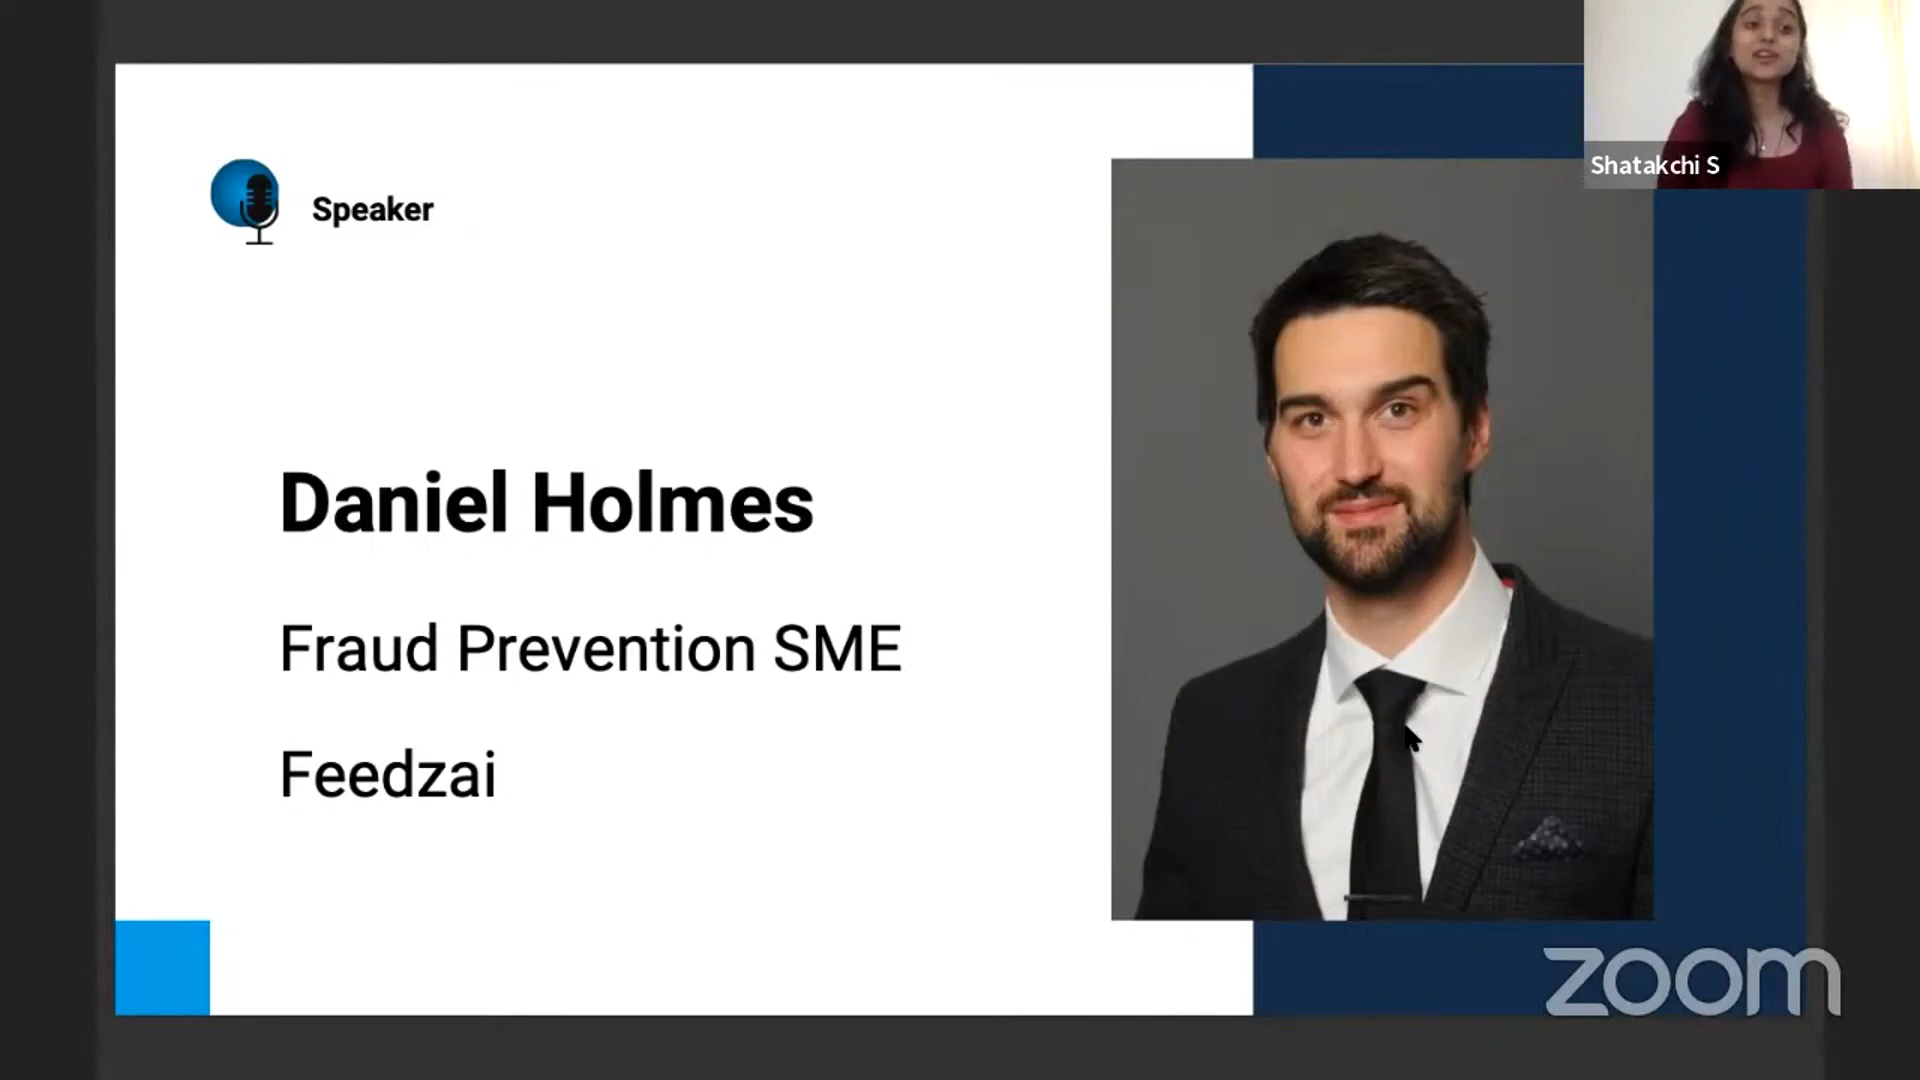 Speaker
Daniel Holmes
Fraud Prevention SME
Feedzai
Shatakchi S
zoom